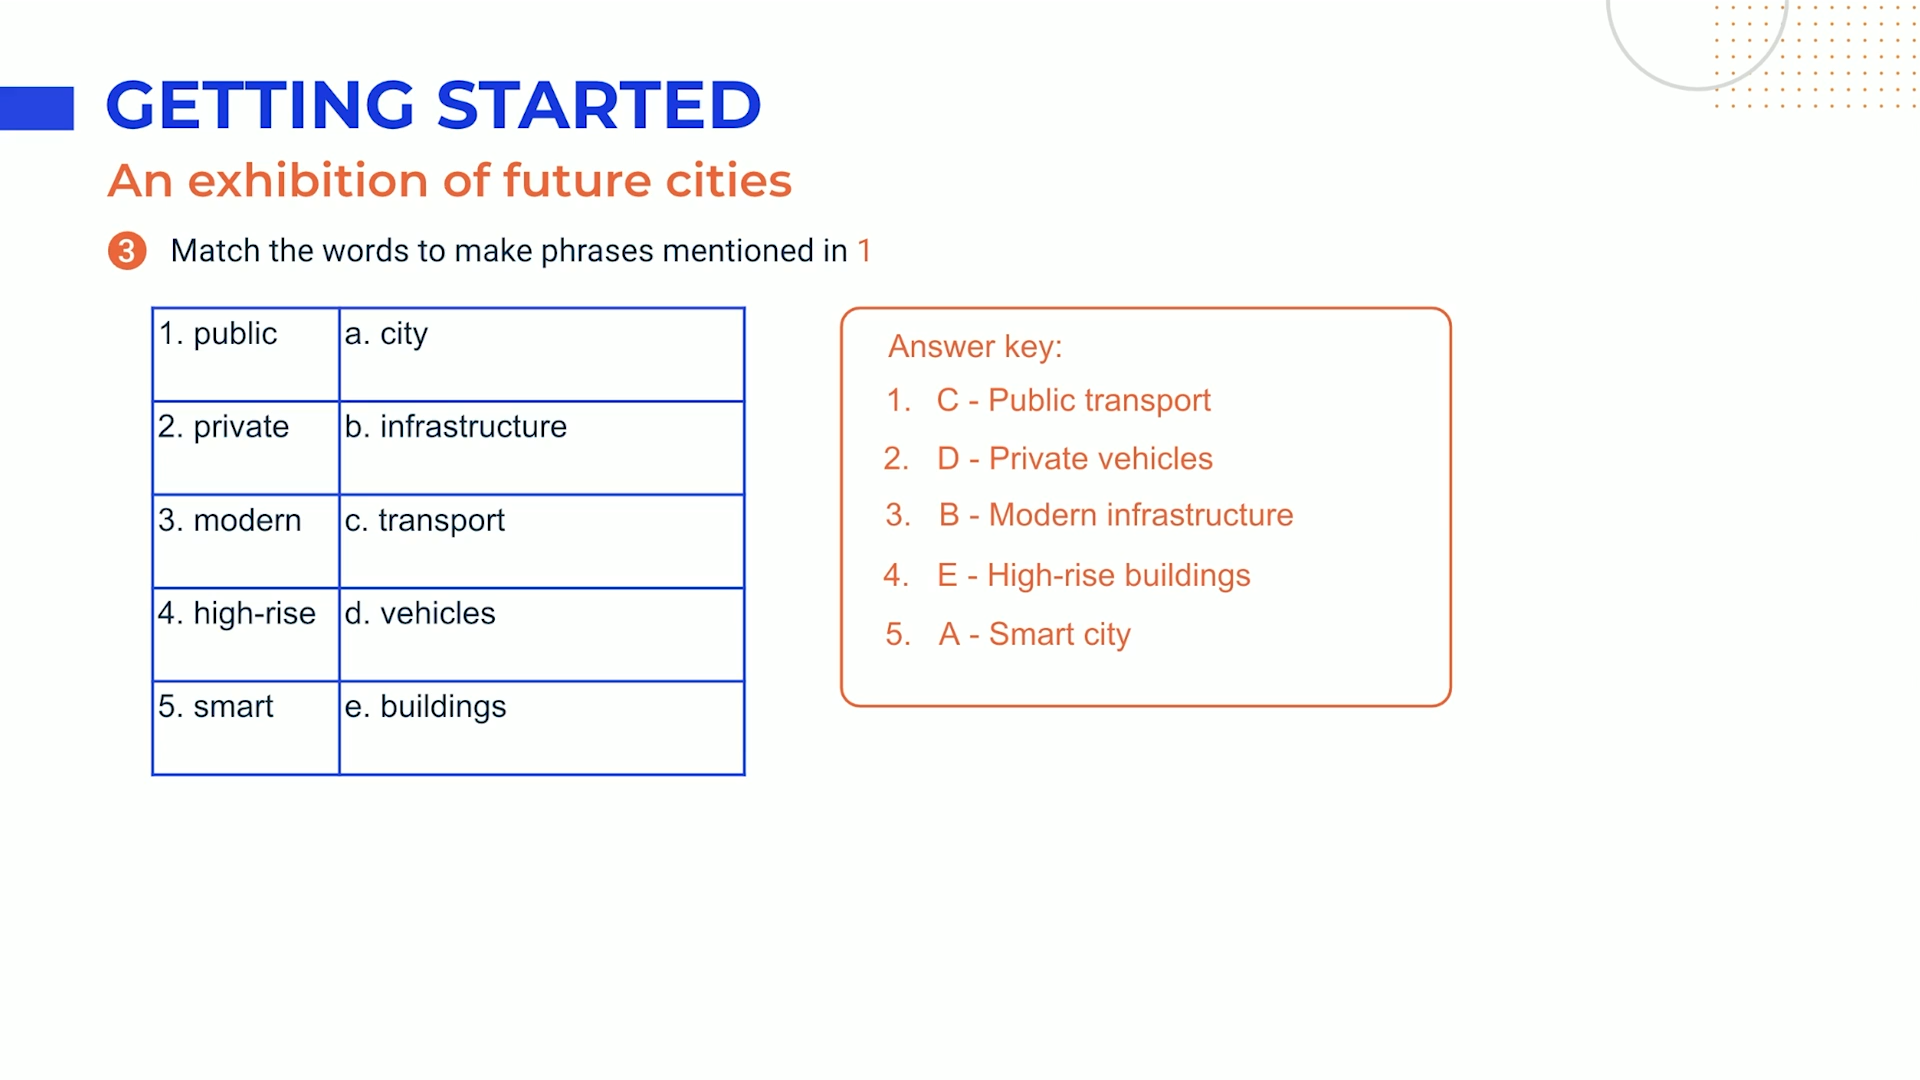 GETTING STARTED
An exhibition of future cities
3 Match the words to make phrases mentioned in 1
1. public a. city
2. private b. infrastructure
3. modern c. transport
4. high-rise d. vehicles
5. smart e. buildings
Answer key:
1. C - Public transport
2. D - Private vehicles
3. B - Modern infrastructure
4. E - High-rise buildings
5. A - Smart city